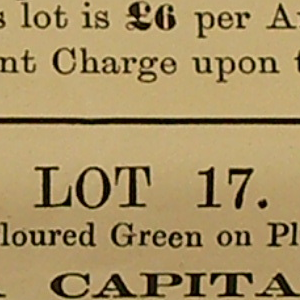 s lot is £6 per A
nt Charge upon t
LOT 17.
loured Green on Pl
CAPITA